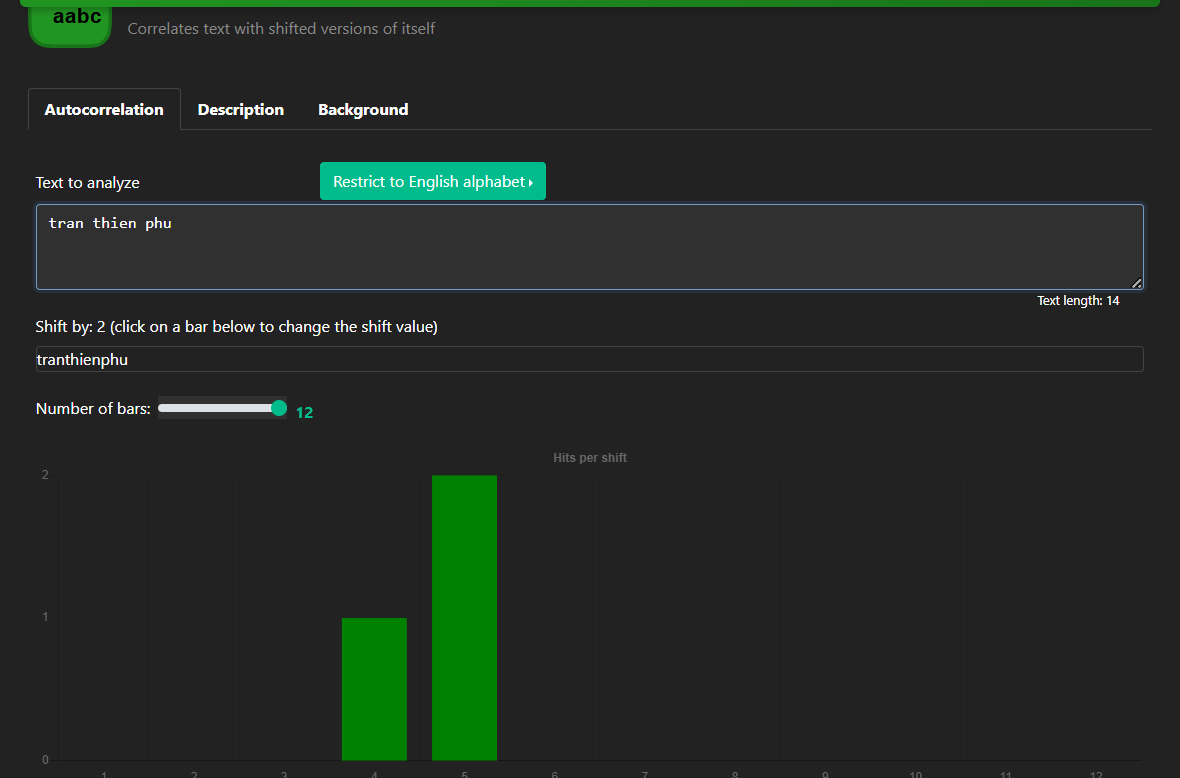 aabc
Correlates text with shifted versions of itself
Autocorrelation Description Background
Text to analyze
Restrict to English alphabet
tran thien phu
Text length: 14
Shift by: 2 (click on a bar below to change the shift value)
tranthienphu
Number of bars: 12
Hits per shift
2
1
0
1 2 3 4 5 6 7 8 9 10 11 12